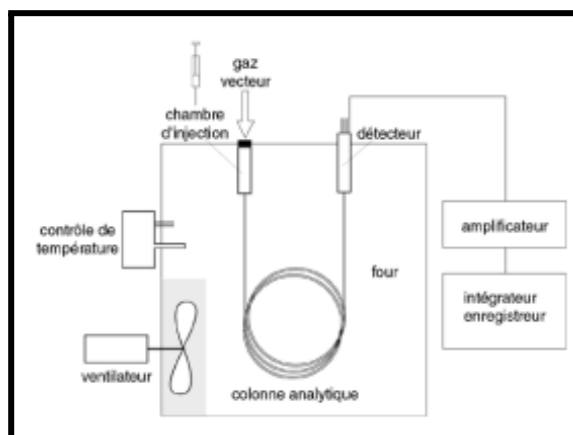 gaz
vecteur
chambre
d'injection
détecteur
contrôle de
température
amplificateur
four
intégrateur
enregistreur
ventilateur
colonne analytique